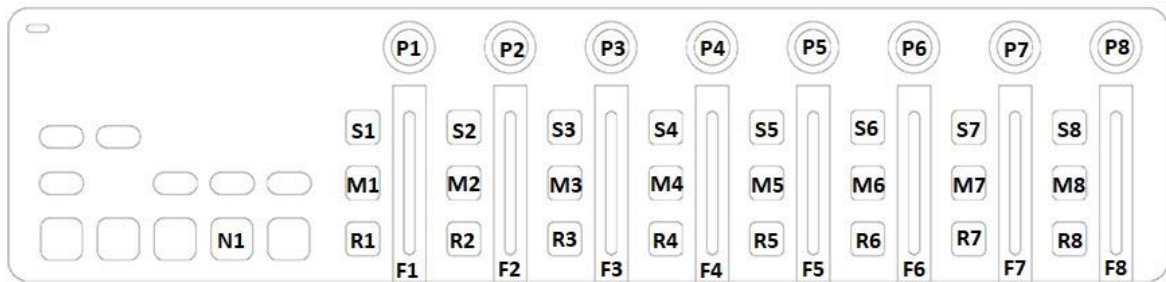 P1 P2 P3 P4 P5 P6 P7 P8
S1 S2 S3 S4 S5 S6 S7 S8
M1 M2 M3 M4 M5 M6 M7 M8
N1 R1 R2 R3 R4 R5 R6 R7 R8
F1 F2 F3 F4 F5 F6 F7 F8